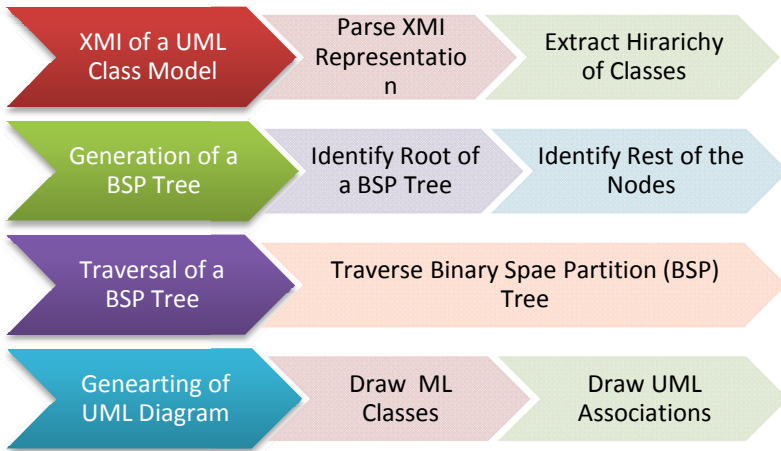 XMI of a UML
Class Model
Parse XMI
Representatio
n
Extract Hirarichy
of Classes
Generation of a
BSP Tree
Identify Root of
a BSP Tree
Identify Rest of the
Nodes
Traversal of a
BSP Tree
Traverse Binary Spae Partition (BSP)
Tree
Genearting of
UML Diagram
Draw ML
Classes
Draw UML
Associations